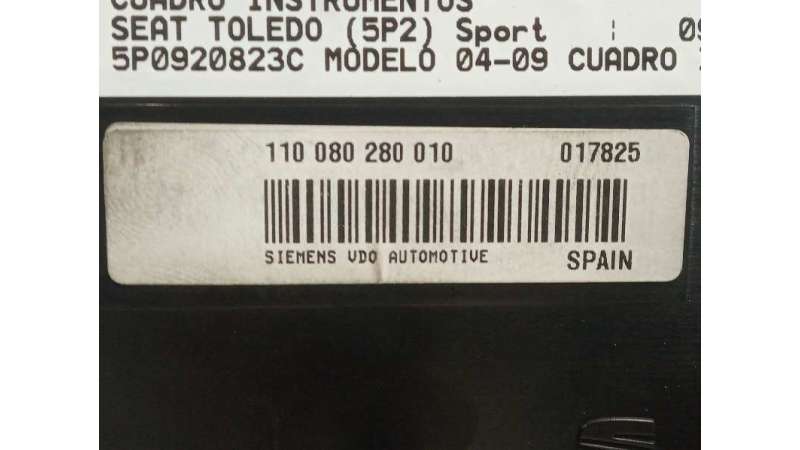 CUADRO INSTRUMENTOS
SEAT TOLEDO (5P2) Sport : 09
5P0920823C MODELO 04-09 CUADRO
110 080 280 010 017825
SIEMENS VDO AUTOMOTIVE SPAIN